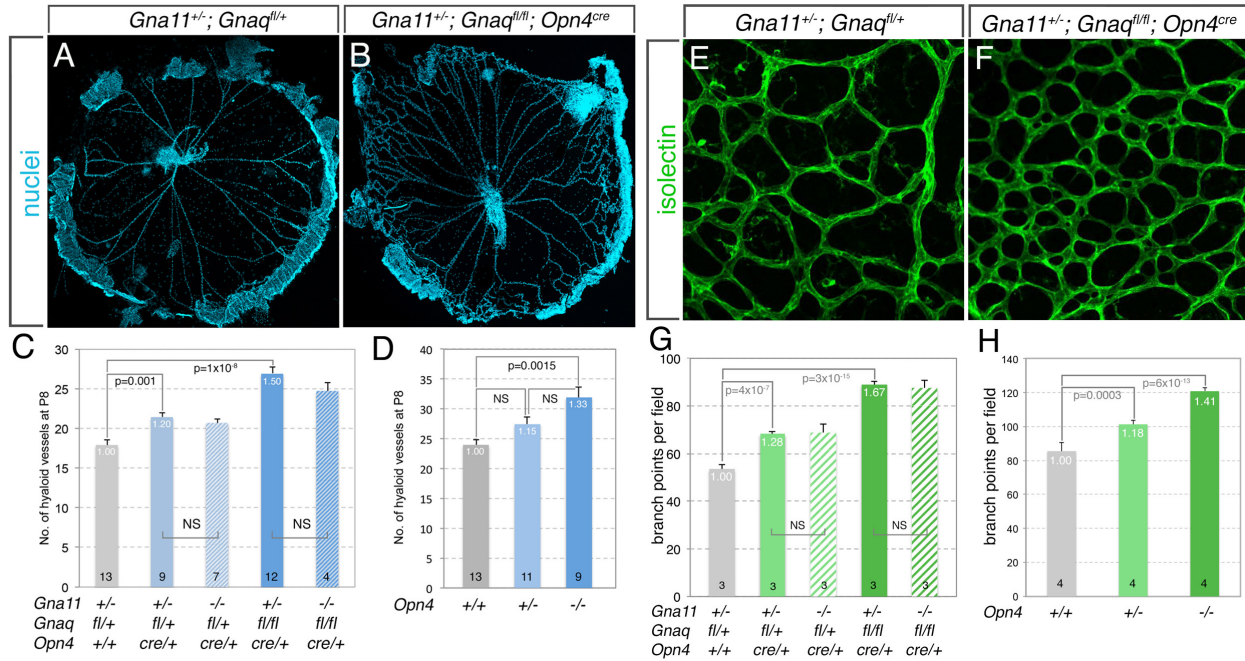 Gna11+/-; Gnaqfl/+
Gna11+/-; Gnaqfl/fl; Opn4cre
nuclei
A
B
C
No. of hyaloid vessels at P8
30
25
20
15
10
5
0
p=0.001
p=1x10-8
1.00
1.20
1.50
NS
NS
13
9
7
12
4
Gna11 +/- +/- -/- +/- -/-
Gnaq fl/+ fl/+ fl/+ fl/fl fl/fl
Opn4 +/+ cre/+ cre/+ cre/+ cre/+
D
No. of hyaloid vessels at P8
40
35
30
25
20
15
10
5
0
p=0.0015
NS
NS
1.00
1.15
1.33
13
11
9
Opn4 +/+ +/- -/-
Gna11+/-; Gnaqfl/+
Gna11+/-; Gnaqfl/fl; Opn4cre
isolectin
E
F
G
branch points per field
100
80
60
40
20
0
p=4x10-7
p=3x10-15
1.00
1.28
1.67
NS
NS
3
3
3
3
3
Gna11 +/- +/- -/- +/- -/-
Gnaq fl/+ fl/+ fl/+ fl/fl fl/fl
Opn4 +/+ cre/+ cre/+ cre/+ cre/+
H
branch points per field
140
120
100
80
60
40
20
0
p=0.0003
p=6x10-13
1.00
1.18
1.41
4
4
4
Opn4 +/+ +/- -/-